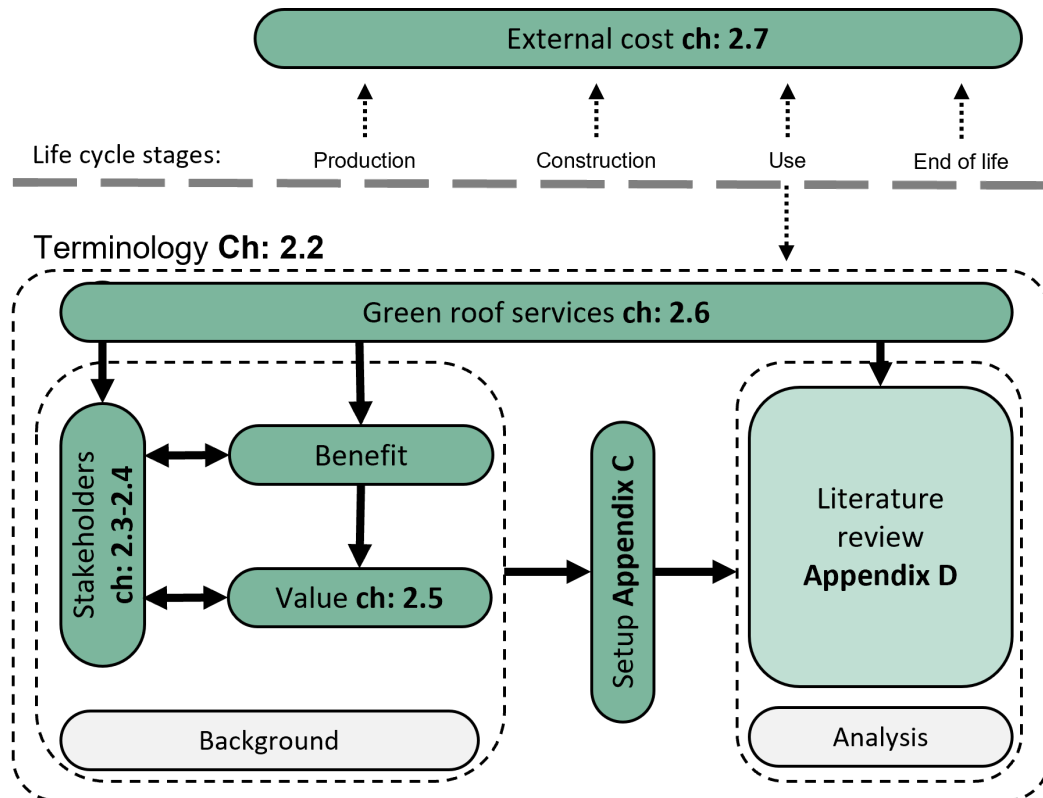 External cost ch: 2.7
Life cycle stages:
Production
Construction
Use
End of life
Terminology Ch: 2.2
Green roof services ch: 2.6
Stakeholders
ch: 2.3-2.4
Benefit
Value ch: 2.5
Setup Appendix C
Literature
review
Appendix D
Background
Analysis